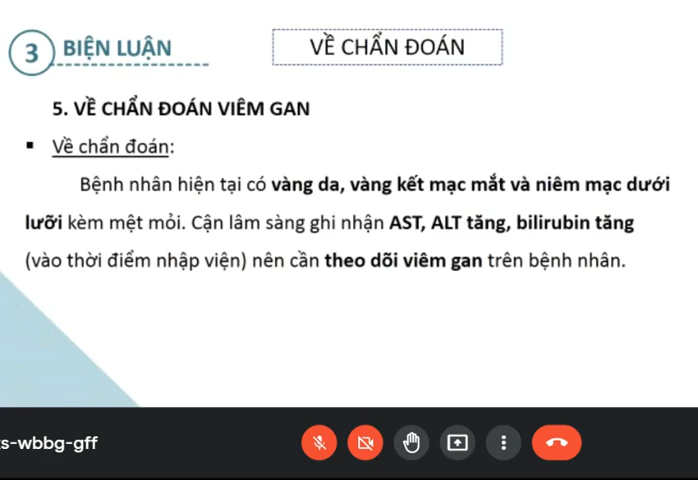 3 BIỆN LUẬN
VỀ CHẨN ĐOÁN
5. VỀ CHẨN ĐOÁN VIÊM GAN
▪ Về chẩn đoán:
Bệnh nhân hiện tại có vàng da, vàng kết mạc mắt và niêm mạc dưới
lưỡi kèm mệt mỏi. Cận lâm sàng ghi nhận AST, ALT tăng, bilirubin tăng
(vào thời điểm nhập viện) nên cần theo dõi viêm gan trên bệnh nhân.
s-wbbg-gff